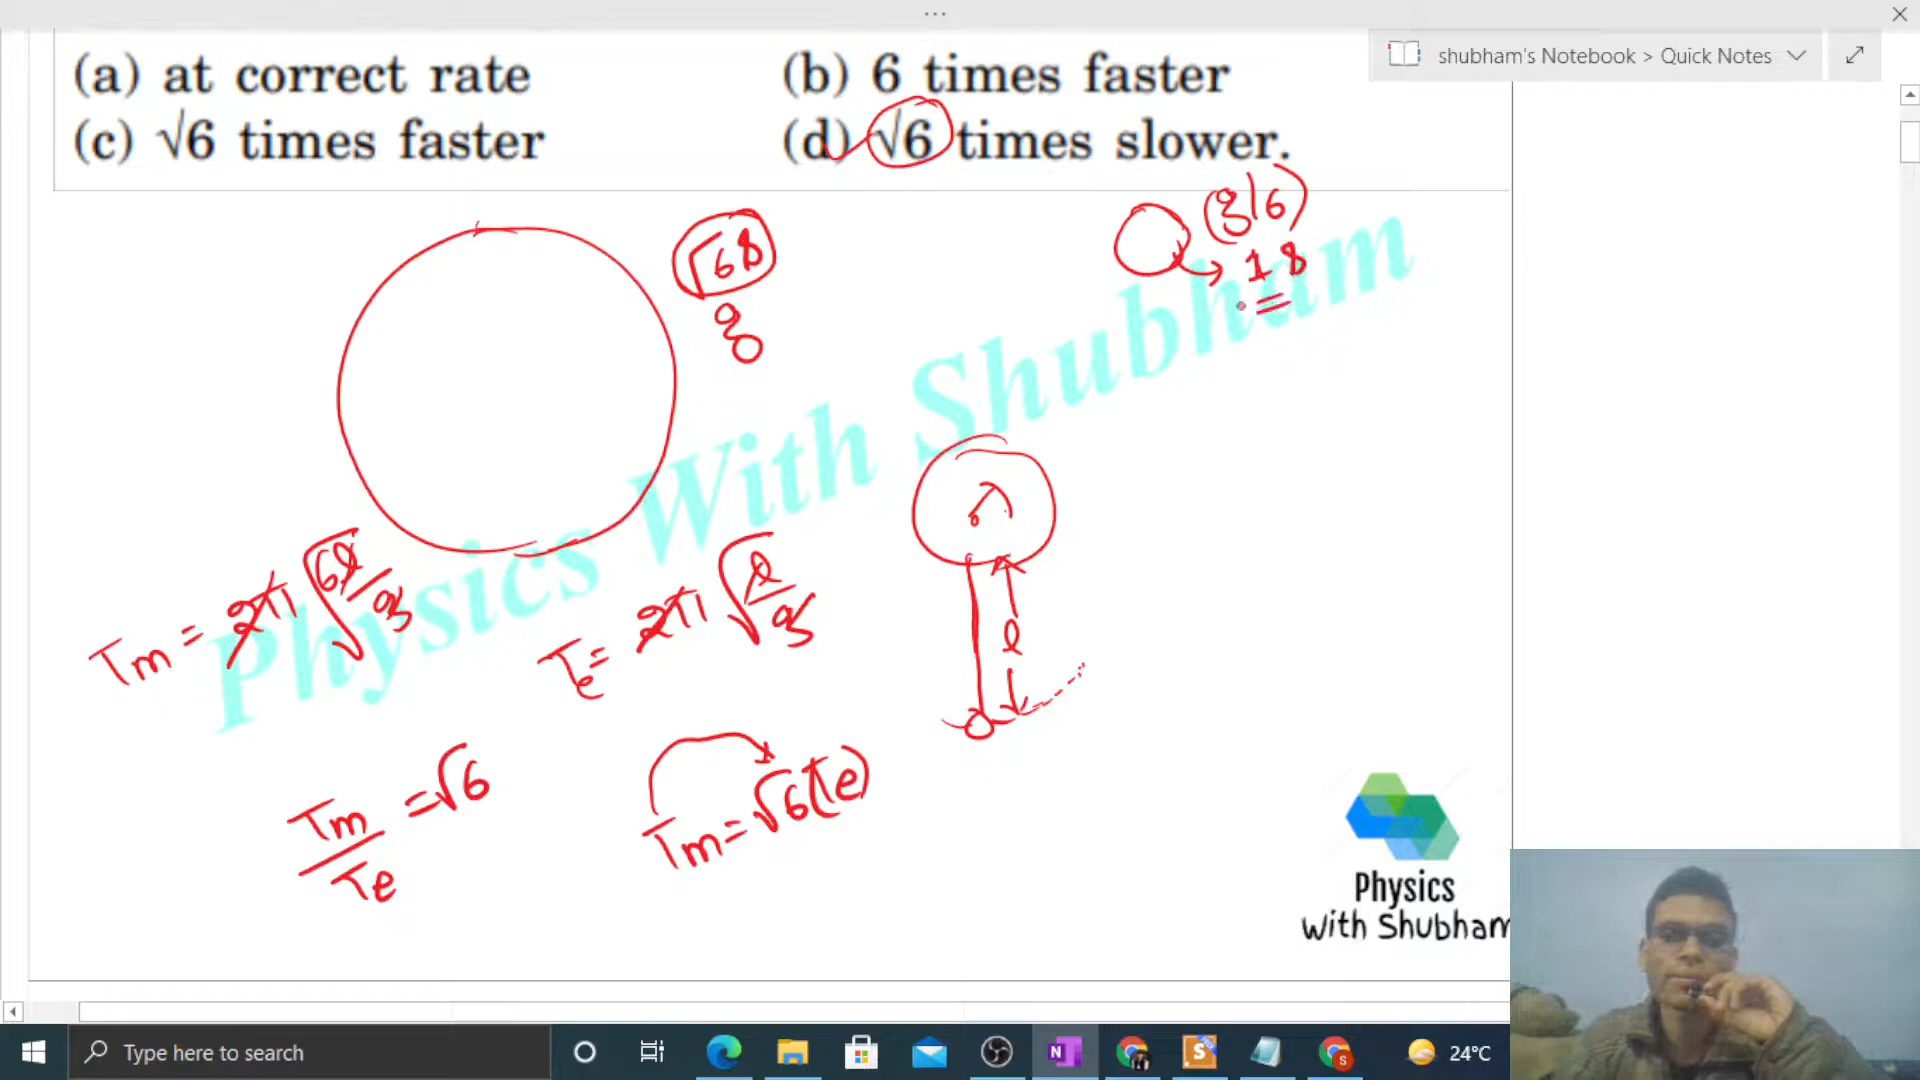 (a) at correct rate
(b) 6 times faster
(c) √6 times faster
(d) √6 times slower.
shubham's Notebook > Quick Notes
√6 8
g
(g/6)
1 8
Physics With Shubham
Tm = 2π √6l/g
Te = 2π √l/g
l
Tm/Te = √6
Tm = √6(Te)
Physics
With Shubham
Type here to search
24°C